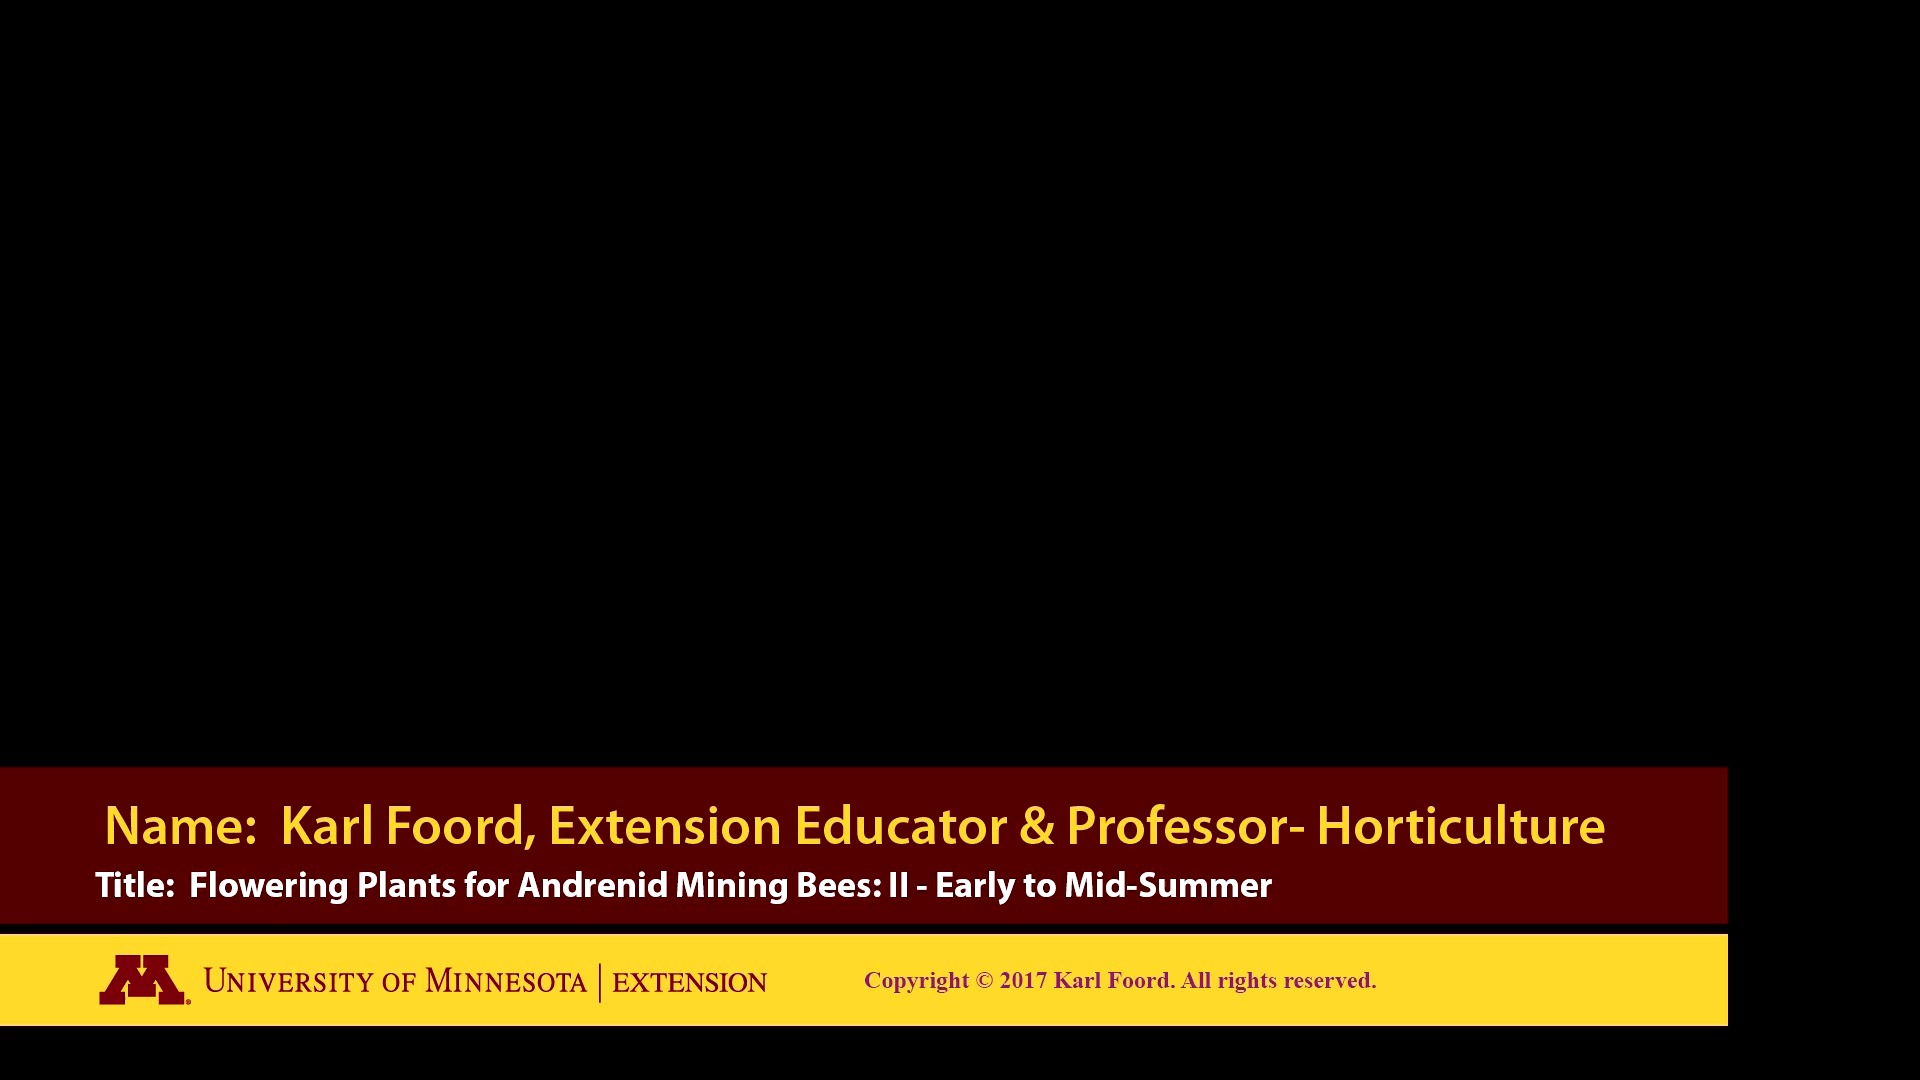 Name: Karl Foord, Extension Educator & Professor- Horticulture
Title: Flowering Plants for Andrenid Mining Bees: II - Early to Mid-Summer
M® UNIVERSITY OF MINNESOTA | EXTENSION
Copyright © 2017 Karl Foord. All rights reserved.